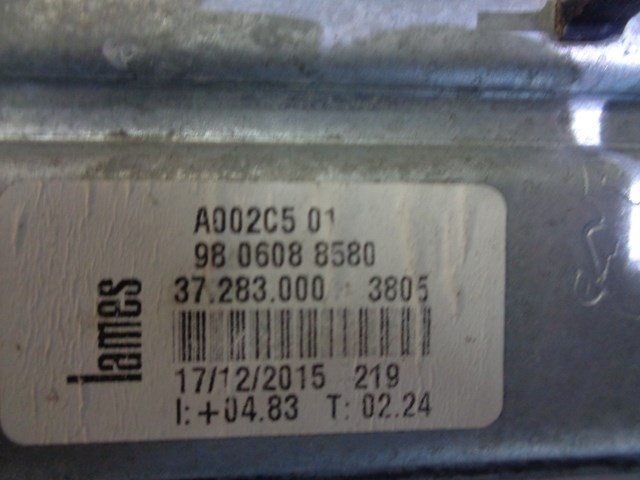 lames
A002C5 01
98 0608 8580
37.283.000 3805
17/12/2015 219
I: +04.83 T: 02.24